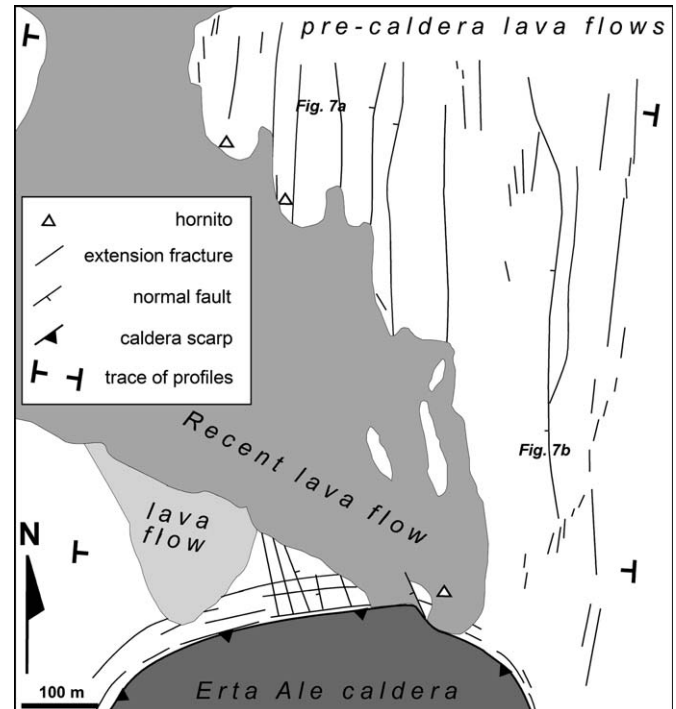 pre-caldera lava flows
Fig. 7a
hornito
extension fracture
normal fault
caldera scarp
trace of profiles
Recent lava flow
Fig. 7b
lava
flow
N
100 m
Erta Ale caldera